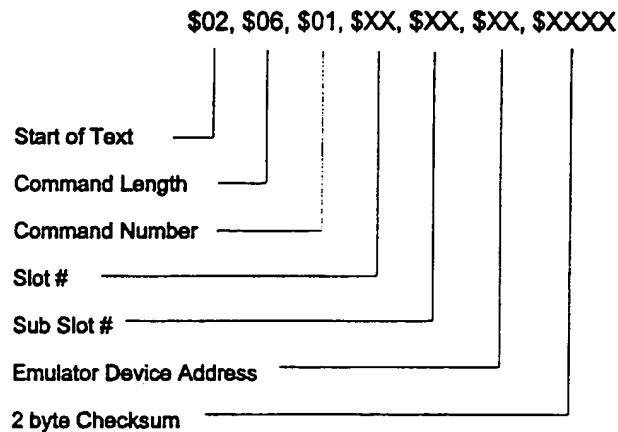 $02, $06, $01, $XX, $XX, $XX, $XXXX
Start of Text
Command Length
Command Number
Slot #
Sub Slot #
Emulator Device Address
2 byte Checksum